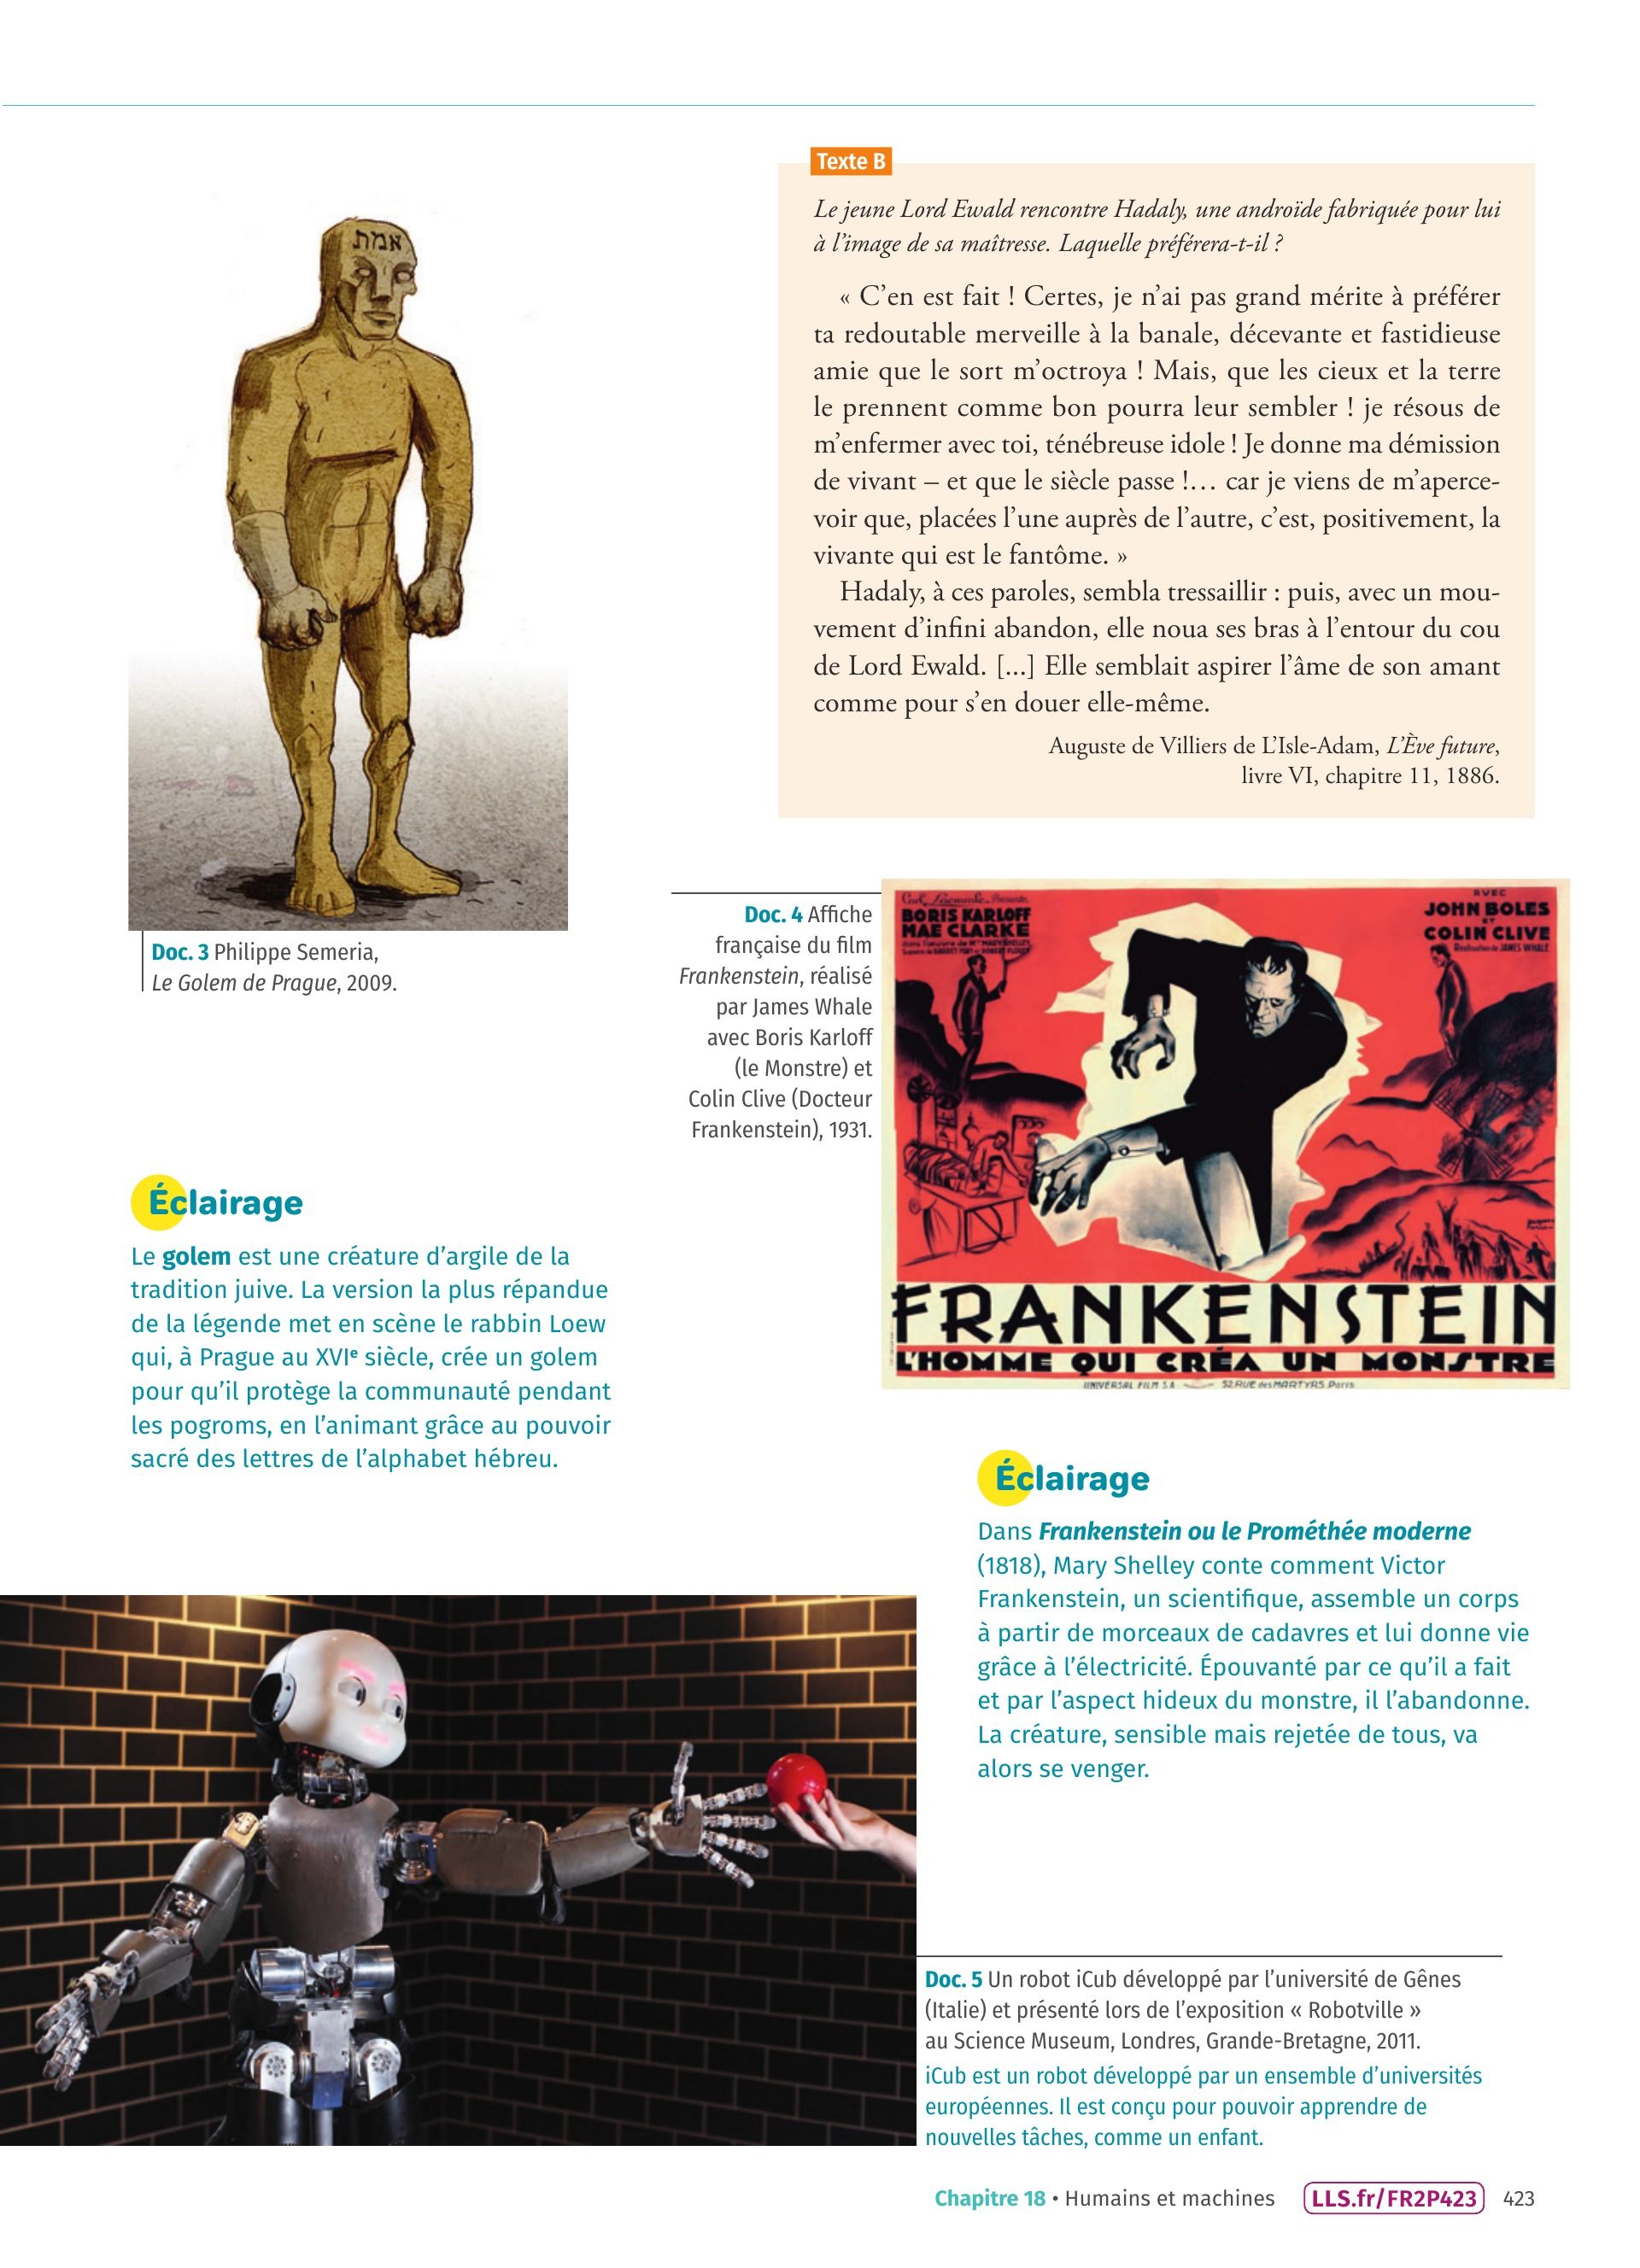 Texte B
Le jeune Lord Ewald rencontre Hadaly, une androïde fabriquée pour lui
à l’image de sa maîtresse. Laquelle préférera-t-il ?
« C’en est fait ! Certes, je n’ai pas grand mérite à préférer
ta redoutable merveille à la banale, décevante et fastidieuse
amie que le sort m’octroya ! Mais, que les cieux et la terre
le prennent comme bon pourra leur sembler ! je résous de
m’enfermer avec toi, ténébreuse idole ! Je donne ma démission
de vivant – et que le siècle passe !… car je viens de m’aperce-
voir que, placées l’une auprès de l’autre, c’est, positivement, la
vivante qui est le fantôme. »
Hadaly, à ces paroles, sembla tressaillir : puis, avec un mou-
vement d’infini abandon, elle noua ses bras à l’entour du cou
de Lord Ewald. [...] Elle semblait aspirer l’âme de son amant
comme pour s’en douer elle-même.
Auguste de Villiers de L’Isle-Adam, L’Ève future,
livre VI, chapitre 11, 1886.
אמת
Doc. 3 Philippe Semeria,
Le Golem de Prague, 2009.
Doc. 4 Affiche
française du film
Frankenstein, réalisé
par James Whale
avec Boris Karloff
(le Monstre) et
Colin Clive (Docteur
Frankenstein), 1931.
Carl Laemmle Présente
BORIS KARLOFF
MAE CLARKE
AVEC
JOHN BOLES
ET
COLIN CLIVE
Réalisation de JAMES WHALE
FRANKENSTEIN
L'HOMME QUI CRÉA UN MONSTRE
UNIVERSAL FILM S.A. 52.RUE des MARTYRS.Paris
Éclairage
Le golem est une créature d’argile de la
tradition juive. La version la plus répandue
de la légende met en scène le rabbin Loew
qui, à Prague au XVIe siècle, crée un golem
pour qu’il protège la communauté pendant
les pogroms, en l’animant grâce au pouvoir
sacré des lettres de l’alphabet hébreu.
Éclairage
Dans Frankenstein ou le Prométhée moderne
(1818), Mary Shelley conte comment Victor
Frankenstein, un scientifique, assemble un corps
à partir de morceaux de cadavres et lui donne vie
grâce à l’électricité. Épouvanté par ce qu’il a fait
et par l’aspect hideux du monstre, il l’abandonne.
La créature, sensible mais rejetée de tous, va
alors se venger.
Doc. 5 Un robot iCub développé par l’université de Gênes
(Italie) et présenté lors de l’exposition « Robotville »
au Science Museum, Londres, Grande-Bretagne, 2011.
iCub est un robot développé par un ensemble d’universités
européennes. Il est conçu pour pouvoir apprendre de
nouvelles tâches, comme un enfant.
Chapitre 18 • Humains et machines LLS.fr/FR2P423 423